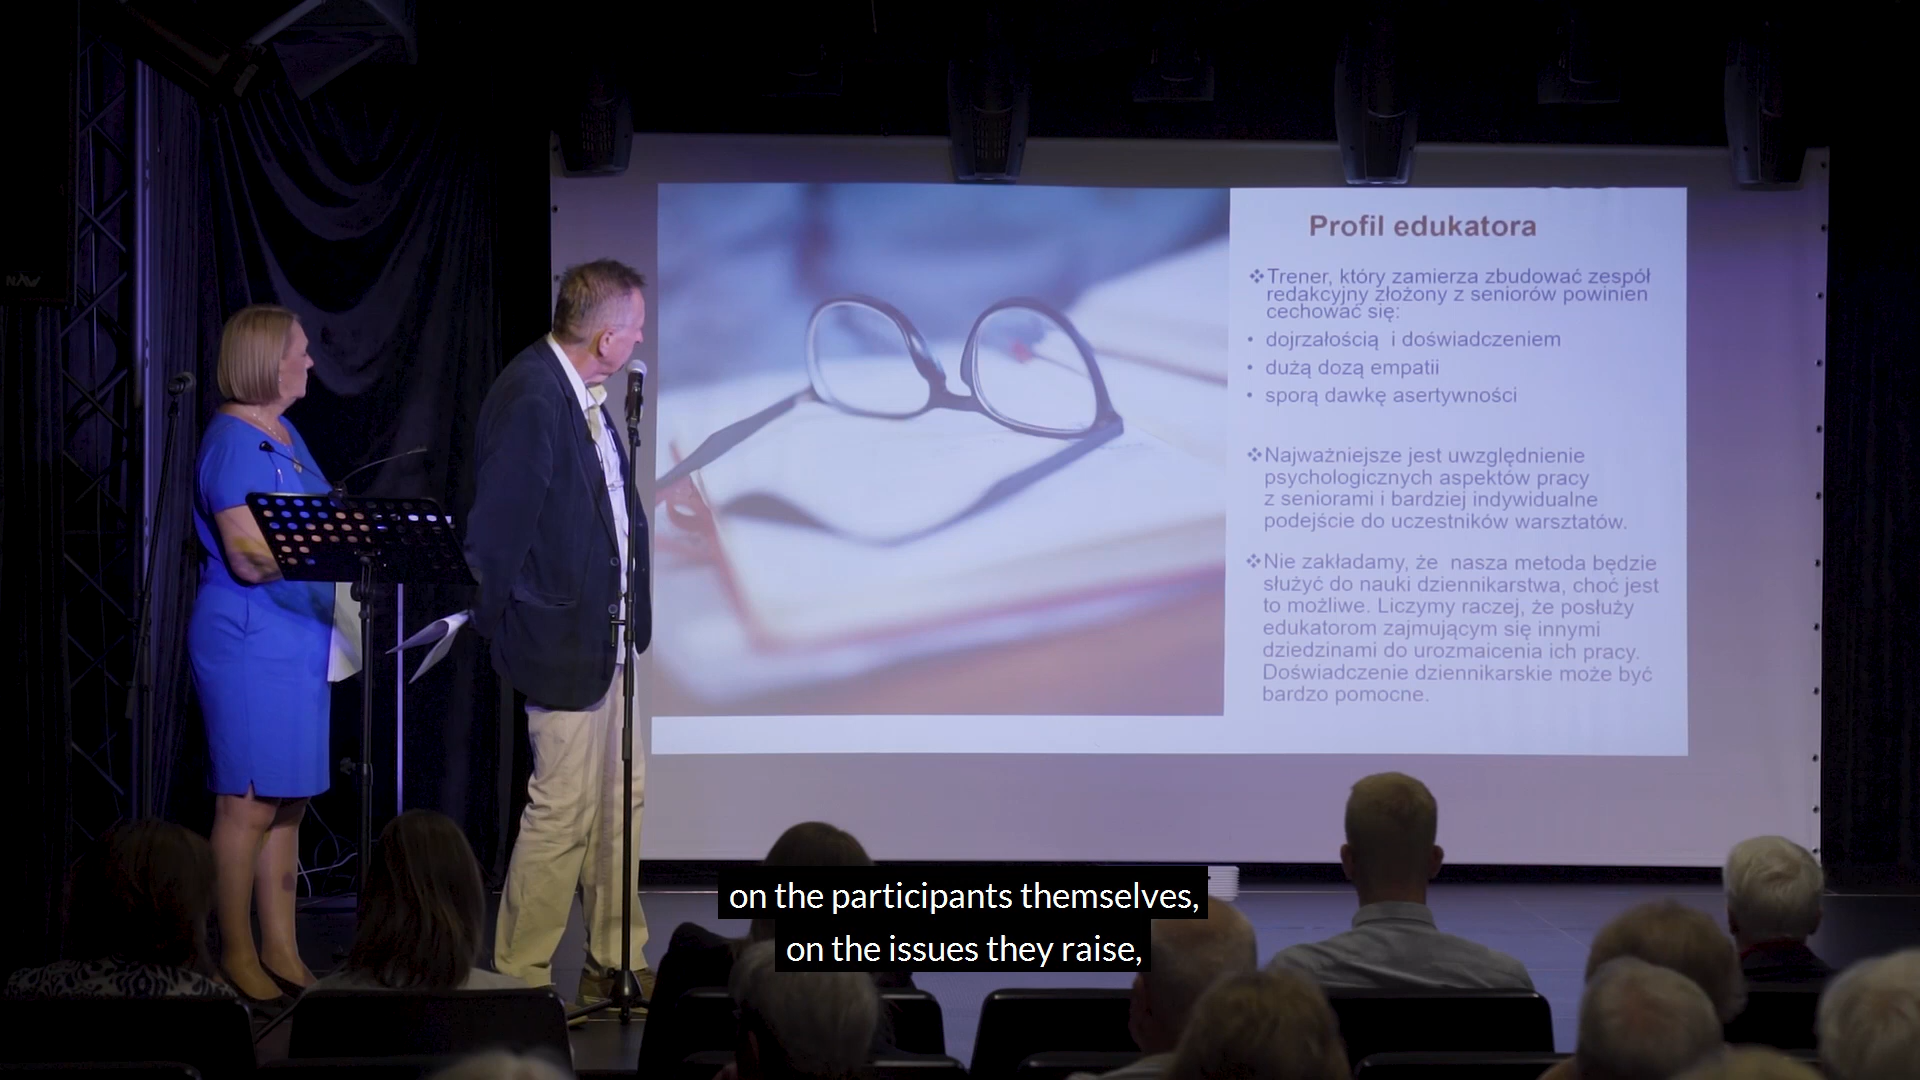 Profil edukatora
Trener, który zamierza zbudować zespół
redakcyjny złożony z seniorów powinien
cechować się:
dojrzałością i doświadczeniem
dużą dozą empatii
sporą dawkę asertywności
Najważniejsze jest uwzględnienie
psychologicznych aspektów pracy
z seniorami i bardziej indywidualne
podejście do uczestników warsztatów.
Nie zakładamy, że nasza metoda będzie
służyć do nauki dziennikarstwa, choć jest
to możliwe. Liczymy raczej, że posłuży
edukatorom zajmującym się innymi
dziedzinami do urozmaicenia ich pracy.
Doświadczenie dziennikarskie może być
bardzo pomocne.
on the participants themselves,
on the issues they raise,